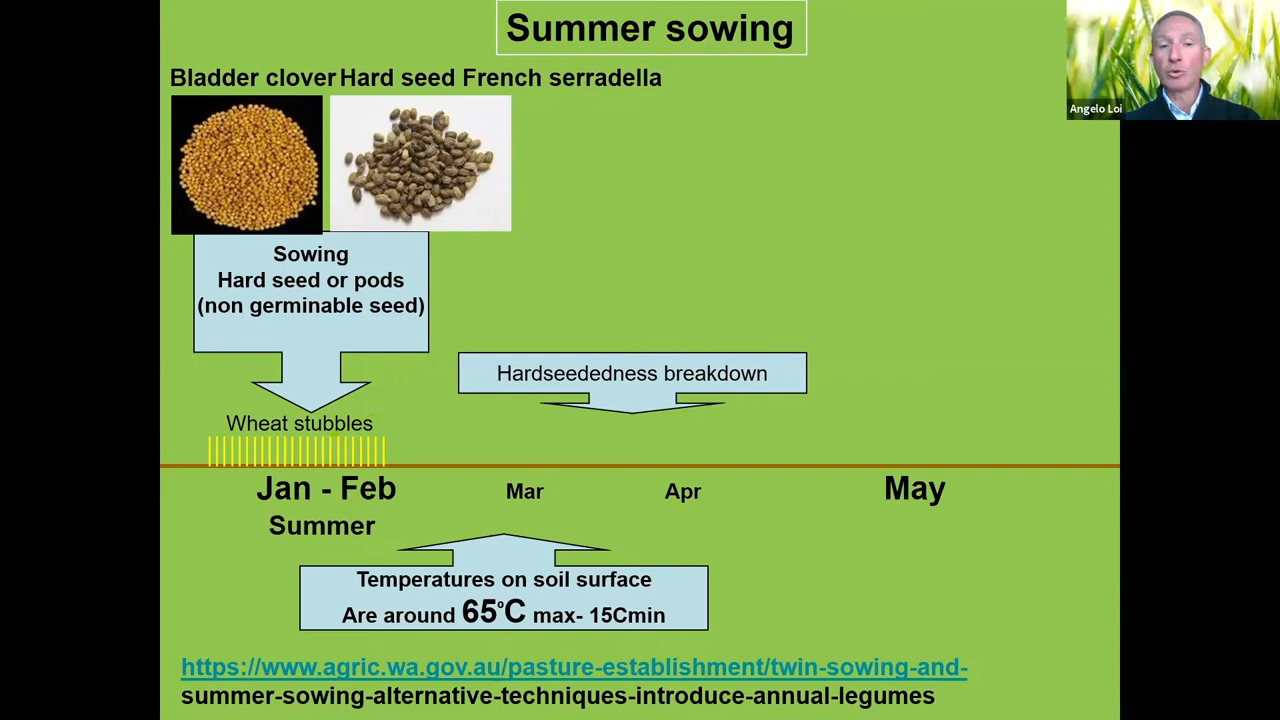 Summer sowing
Angelo Loi
Bladder clover Hard seed French serradella
Sowing
Hard seed or pods
(non germinable seed)
Hardseededness breakdown
Wheat stubbles
Jan - Feb Mar Apr May
Summer
Temperatures on soil surface
Are around 65ºC max- 15Cmin
https://www.agric.wa.gov.au/pasture-establishment/twin-sowing-and-
summer-sowing-alternative-techniques-introduce-annual-legumes